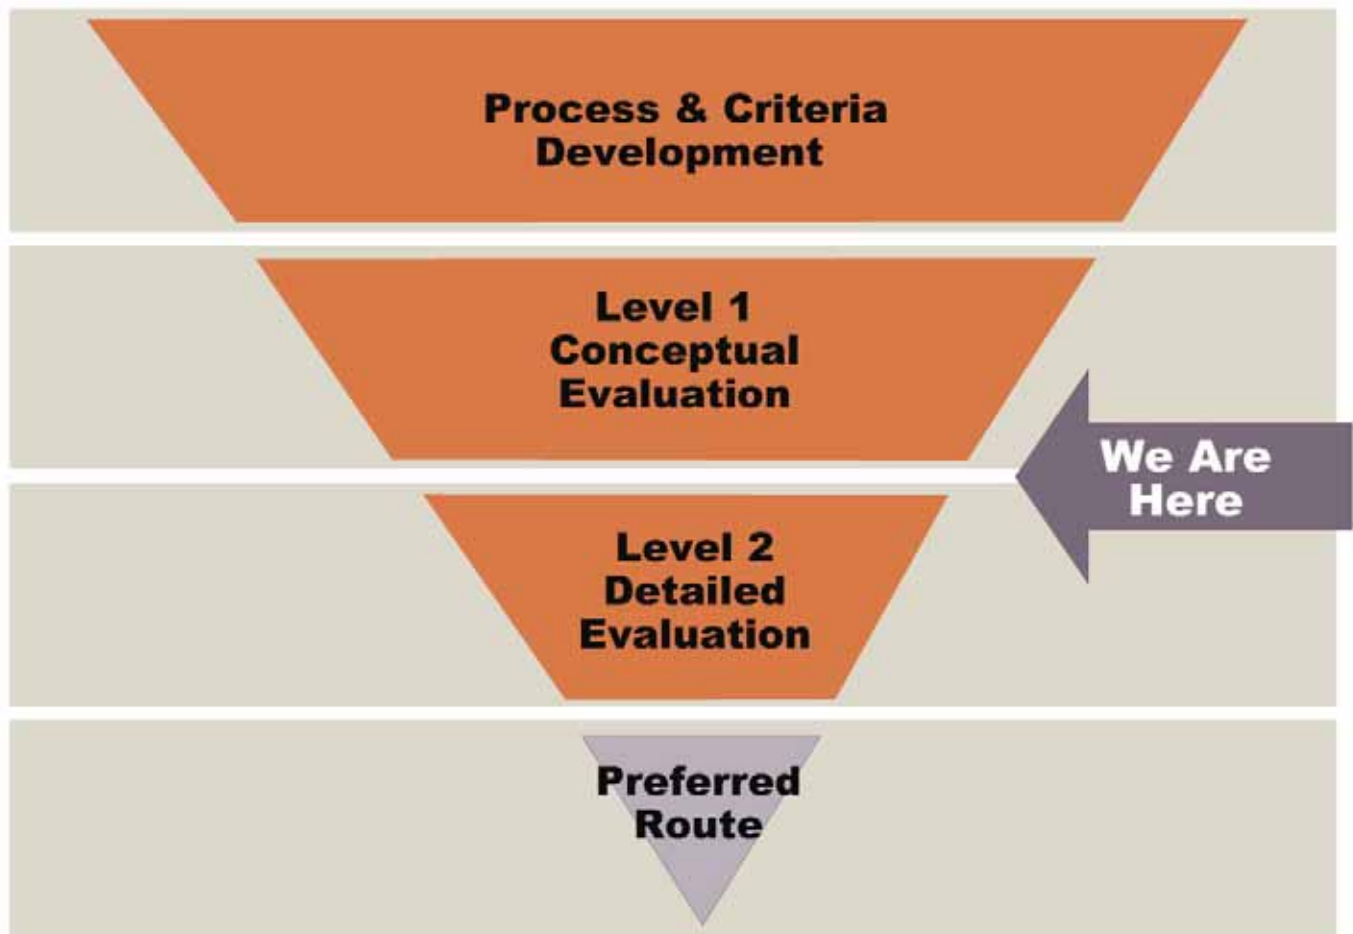 Process & Criteria
Development
Level 1
Conceptual
Evaluation
We Are
Here
Level 2
Detailed
Evaluation
Preferred
Route